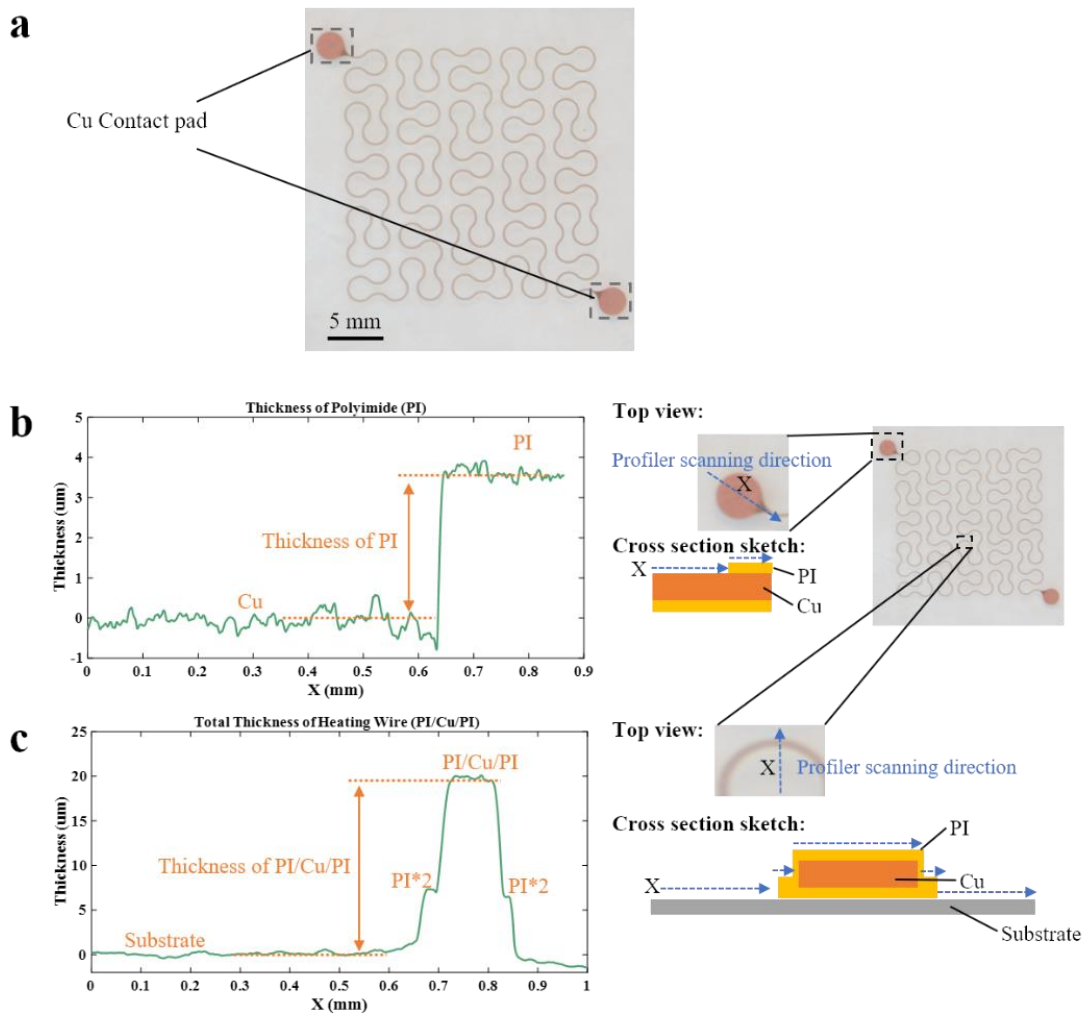 a
Cu Contact pad
5 mm
b
Thickness of Polyimide (PI)
Thickness (um)
5
4
3
2
1
0
-1
PI
Thickness of PI
Cu
0 0.1 0.2 0.3 0.4 0.5 0.6 0.7 0.8 0.9
X (mm)
Top view:
Profiler scanning direction
X
Cross section sketch:
X
PI
Cu
c
Total Thickness of Heating Wire (PI/Cu/PI)
Thickness (um)
25
20
15
10
5
0
PI/Cu/PI
Thickness of PI/Cu/PI
PI*2
PI*2
Substrate
0 0.1 0.2 0.3 0.4 0.5 0.6 0.7 0.8 0.9 1
X (mm)
Top view:
X
Profiler scanning direction
Cross section sketch:
PI
X
Cu
Substrate